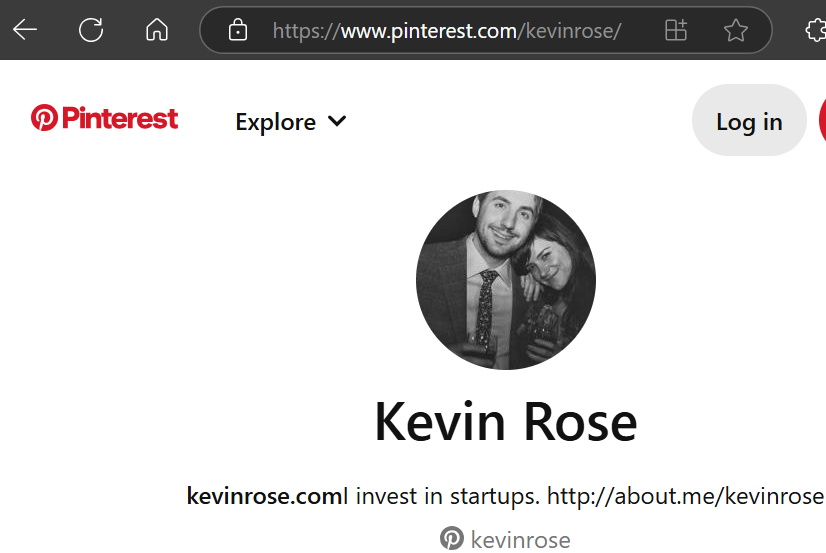 https://www.pinterest.com/kevinrose/
Pinterest
Explore
Log in
Kevin Rose
kevinrose.comI invest in startups. http://about.me/kevinrose
kevinrose